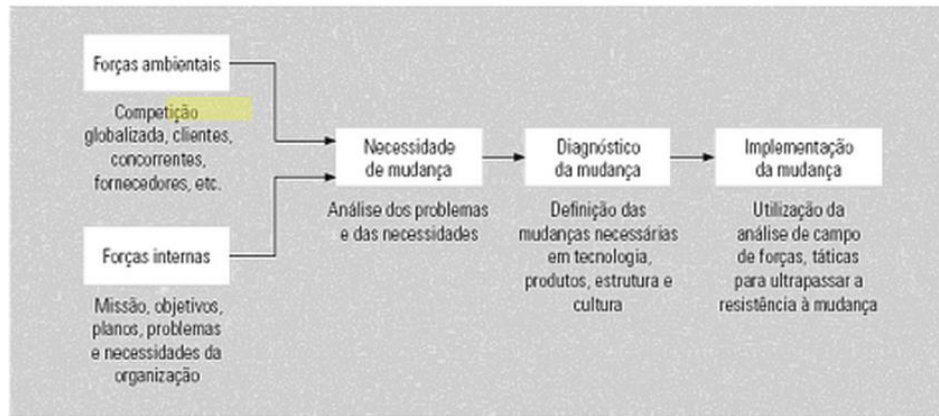 Forças ambientais
Competição
globalizada, clientes,
concorrentes,
fornecedores, etc.
Forças internas
Missão, objetivos,
planos, problemas
e necessidades da
organização
Necessidade
de mudança
Análise dos problemas
e das necessidades
Diagnóstico
da mudança
Definição das
mudanças necessárias
em tecnologia,
produtos, estrutura e
cultura
Implementação
da mudança
Utilização da
análise de campo
de forças, táticas
para ultrapassar a
resistência à mudança